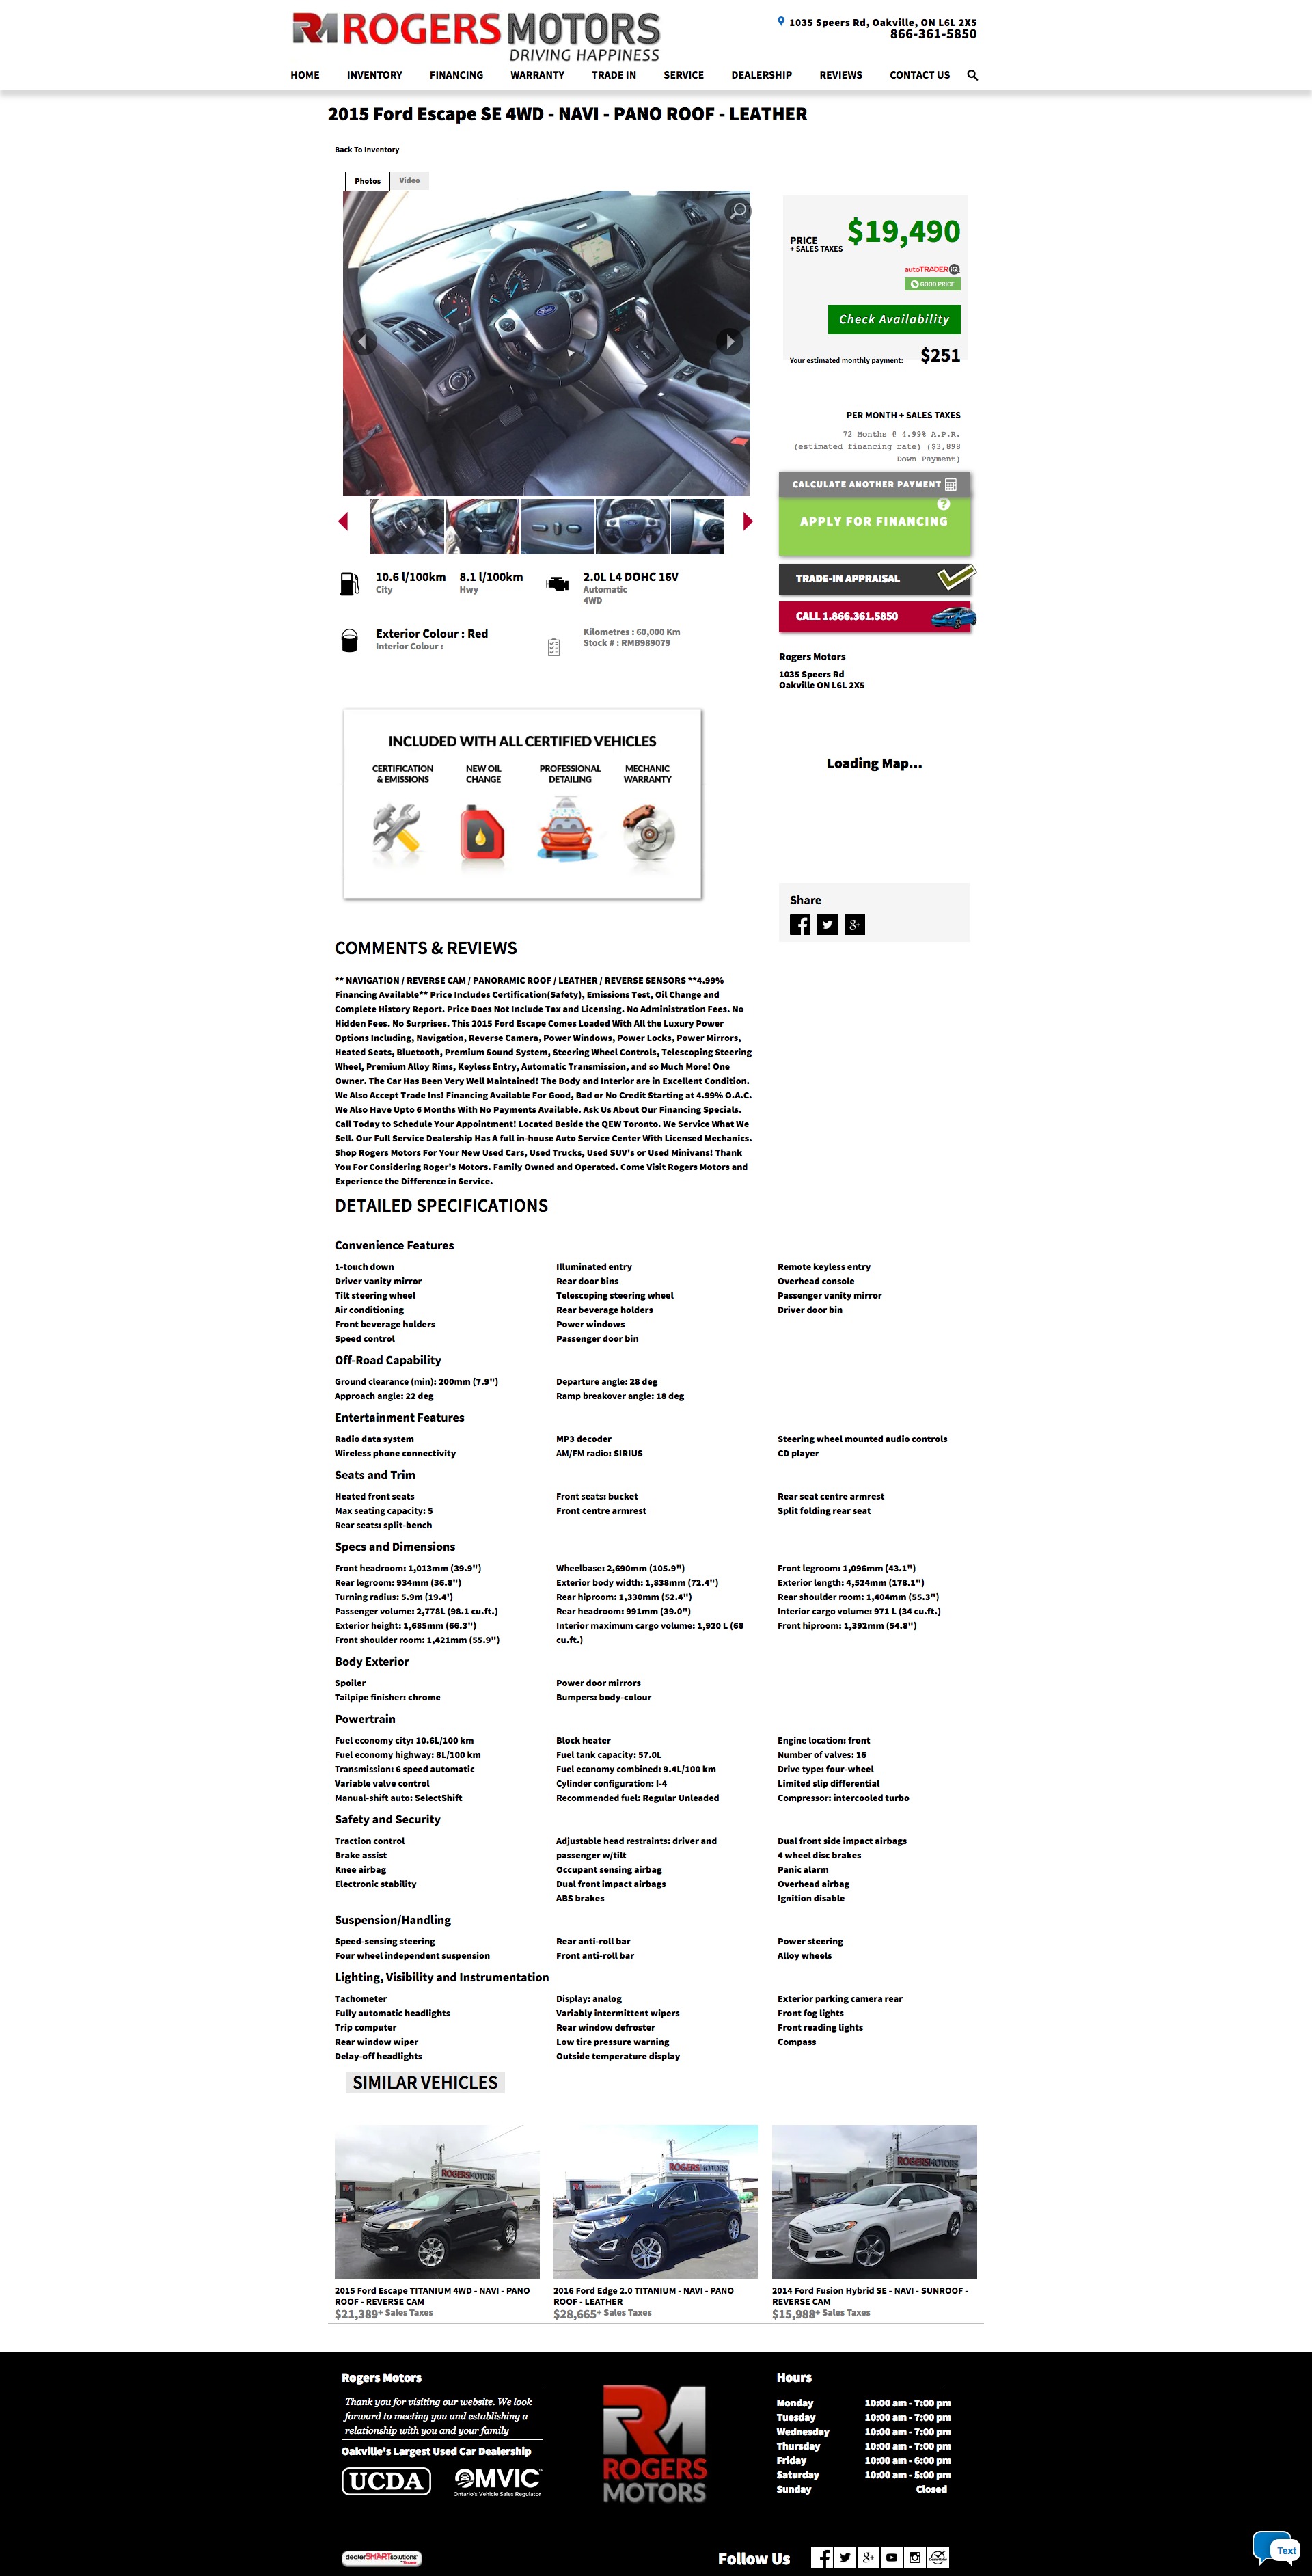 ROGERS MOTORS
DRIVING HAPPINESS
1035 Speers Rd, Oakville, ON L6L 2X5
866-361-5850
HOME INVENTORY FINANCING WARRANTY TRADE IN SERVICE DEALERSHIP REVIEWS CONTACT US
2015 Ford Escape SE 4WD - NAVI - PANO ROOF - LEATHER
Back To Inventory
Photos Video
Ford
PRICE $19,490
+ SALES TAXES
autoTRADER
GOOD PRICE
Check Availability
Your estimated monthly payment: $251
PER MONTH + SALES TAXES
72 Months @ 4.99% A.P.R.
(estimated financing rate) ($3,898
Down Payment)
CALCULATE ANOTHER PAYMENT
?
APPLY FOR FINANCING
TRADE-IN APPRAISAL
CALL 1.866.361.5850
Rogers Motors
1035 Speers Rd
Oakville ON L6L 2X5
Loading Map...
Share
10.6 l/100km 8.1 l/100km 2.0L L4 DOHC 16V
City Hwy Automatic
4WD
Exterior Colour : Red Kilometres : 60,000 Km
Interior Colour : Stock # : RMB989079
INCLUDED WITH ALL CERTIFIED VEHICLES
CERTIFICATION NEW OIL PROFESSIONAL MECHANIC
& EMISSIONS CHANGE DETAILING WARRANTY
COMMENTS & REVIEWS
** NAVIGATION / REVERSE CAM / PANORAMIC ROOF / LEATHER / REVERSE SENSORS **4.99%
Financing Available** Price Includes Certification(Safety), Emissions Test, Oil Change and
Complete History Report. Price Does Not Include Tax and Licensing. No Administration Fees. No
Hidden Fees. No Surprises. This 2015 Ford Escape Comes Loaded With All the Luxury Power
Options Including, Navigation, Reverse Camera, Power Windows, Power Locks, Power Mirrors,
Heated Seats, Bluetooth, Premium Sound System, Steering Wheel Controls, Telescoping Steering
Wheel, Premium Alloy Rims, Keyless Entry, Automatic Transmission, and so Much More! One
Owner. The Car Has Been Very Well Maintained! The Body and Interior are in Excellent Condition.
We Also Accept Trade Ins! Financing Available For Good, Bad or No Credit Starting at 4.99% O.A.C.
We Also Have Upto 6 Months With No Payments Available. Ask Us About Our Financing Specials.
Call Today to Schedule Your Appointment! Located Beside the QEW Toronto. We Service What We
Sell. Our Full Service Dealership Has A full in-house Auto Service Center With Licensed Mechanics.
Shop Rogers Motors For Your New Used Cars, Used Trucks, Used SUV's or Used Minivans! Thank
You For Considering Roger's Motors. Family Owned and Operated. Come Visit Rogers Motors and
Experience the Difference in Service.
DETAILED SPECIFICATIONS
Convenience Features
1-touch down Illuminated entry Remote keyless entry
Driver vanity mirror Rear door bins Overhead console
Tilt steering wheel Telescoping steering wheel Passenger vanity mirror
Air conditioning Rear beverage holders Driver door bin
Front beverage holders Power windows
Speed control Passenger door bin
Off-Road Capability
Ground clearance (min): 200mm (7.9") Departure angle: 28 deg
Approach angle: 22 deg Ramp breakover angle: 18 deg
Entertainment Features
Radio data system MP3 decoder Steering wheel mounted audio controls
Wireless phone connectivity AM/FM radio: SIRIUS CD player
Seats and Trim
Heated front seats Front seats: bucket Rear seat centre armrest
Max seating capacity: 5 Front centre armrest Split folding rear seat
Rear seats: split-bench
Specs and Dimensions
Front headroom: 1,013mm (39.9") Wheelbase: 2,690mm (105.9") Front legroom: 1,096mm (43.1")
Rear legroom: 934mm (36.8") Exterior body width: 1,838mm (72.4") Exterior length: 4,524mm (178.1")
Turning radius: 5.9m (19.4') Rear hiproom: 1,330mm (52.4") Rear shoulder room: 1,404mm (55.3")
Passenger volume: 2,778L (98.1 cu.ft.) Rear headroom: 991mm (39.0") Interior cargo volume: 971 L (34 cu.ft.)
Exterior height: 1,685mm (66.3") Interior maximum cargo volume: 1,920 L (68 Front hiproom: 1,392mm (54.8")
Front shoulder room: 1,421mm (55.9") cu.ft.)
Body Exterior
Spoiler Power door mirrors
Tailpipe finisher: chrome Bumpers: body-colour
Powertrain
Fuel economy city: 10.6L/100 km Block heater Engine location: front
Fuel economy highway: 8L/100 km Fuel tank capacity: 57.0L Number of valves: 16
Transmission: 6 speed automatic Fuel economy combined: 9.4L/100 km Drive type: four-wheel
Variable valve control Cylinder configuration: I-4 Limited slip differential
Manual-shift auto: SelectShift Recommended fuel: Regular Unleaded Compressor: intercooled turbo
Safety and Security
Traction control Adjustable head restraints: driver and Dual front side impact airbags
Brake assist passenger w/tilt 4 wheel disc brakes
Knee airbag Occupant sensing airbag Panic alarm
Electronic stability Dual front impact airbags Overhead airbag
ABS brakes Ignition disable
Suspension/Handling
Speed-sensing steering Rear anti-roll bar Power steering
Four wheel independent suspension Front anti-roll bar Alloy wheels
Lighting, Visibility and Instrumentation
Tachometer Display: analog Exterior parking camera rear
Fully automatic headlights Variably intermittent wipers Front fog lights
Trip computer Rear window defroster Front reading lights
Rear window wiper Low tire pressure warning Compass
Delay-off headlights Outside temperature display
SIMILAR VEHICLES
ROGERSMOTORS ROGERSMOTORS ROGERSMOTORS
2015 Ford Escape TITANIUM 4WD - NAVI - PANO 2016 Ford Edge 2.0 TITANIUM - NAVI - PANO 2014 Ford Fusion Hybrid SE - NAVI - SUNROOF -
ROOF - REVERSE CAM ROOF - LEATHER REVERSE CAM
$21,389+ Sales Taxes $28,665+ Sales Taxes $15,988+ Sales Taxes
Rogers Motors
Thank you for visiting our website. We look
forward to meeting you and establishing a
relationship with you and your family
Oakville's Largest Used Car Dealership
UCDA OMVIC
Ontario's Vehicle Sales Regulator
ROGERS
MOTORS
Hours
Monday 10:00 am - 7:00 pm
Tuesday 10:00 am - 7:00 pm
Wednesday 10:00 am - 7:00 pm
Thursday 10:00 am - 7:00 pm
Friday 10:00 am - 6:00 pm
Saturday 10:00 am - 5:00 pm
Sunday Closed
dealerSMARTsolutions
Follow Us
Text